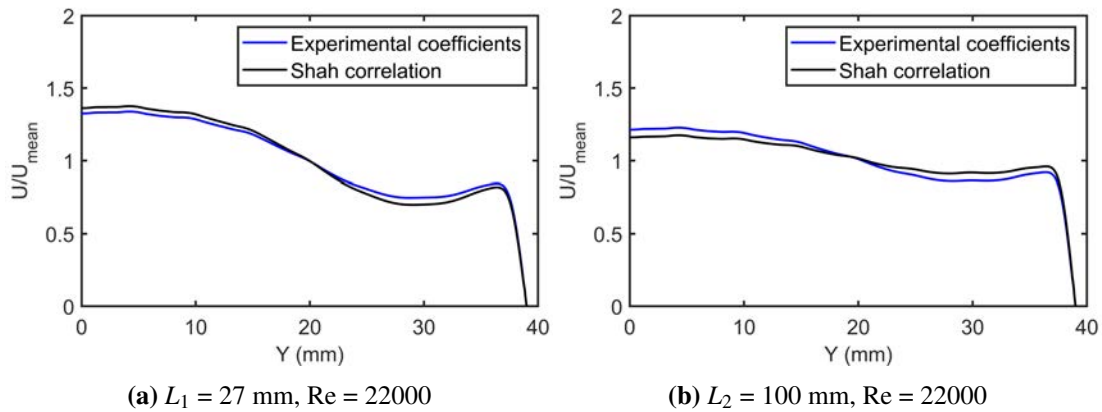 2
1.5
1
0.5
0
U/U_mean
0 10 20 30 40
Y (mm)
Experimental coefficients
Shah correlation
(a) L₁ = 27 mm, Re = 22000
2
1.5
1
0.5
0
U/U_mean
0 10 20 30 40
Y (mm)
Experimental coefficients
Shah correlation
(b) L₂ = 100 mm, Re = 22000